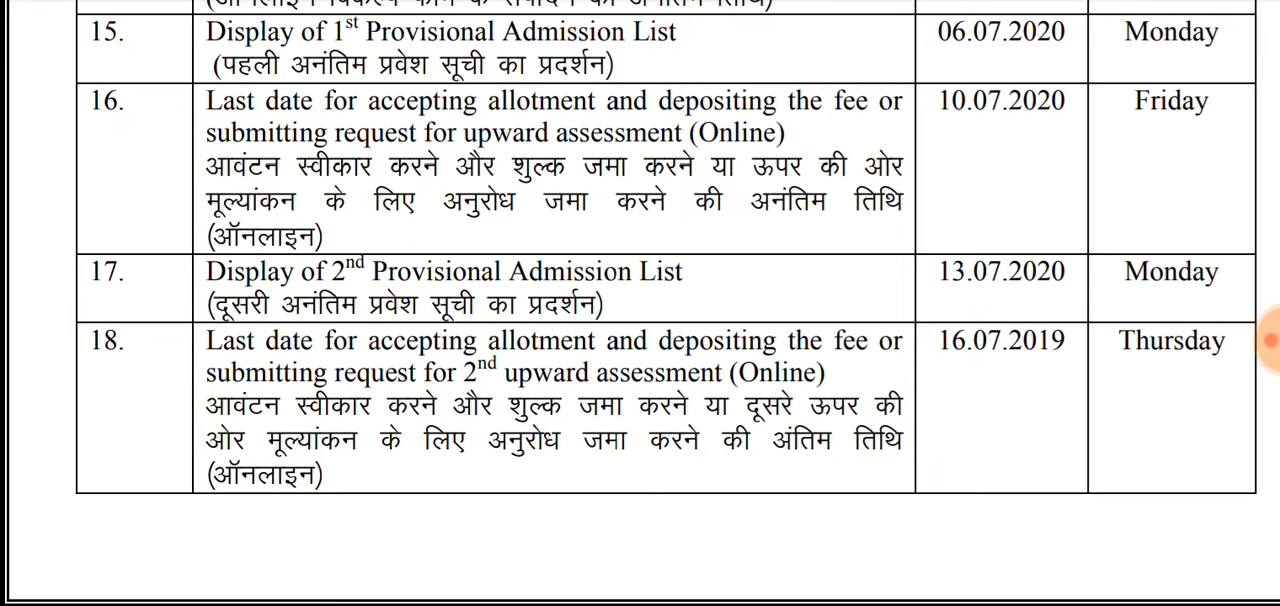 15. Display of 1st Provisional Admission List 06.07.2020 Monday
(पहली अनंतिम प्रवेश सूची का प्रदर्शन)
16. Last date for accepting allotment and depositing the fee or 10.07.2020 Friday
submitting request for upward assessment (Online)
आवंटन स्वीकार करने और शुल्क जमा करने या ऊपर की ओर
मूल्यांकन के लिए अनुरोध जमा करने की अनंतिम तिथि
(ऑनलाइन)
17. Display of 2nd Provisional Admission List 13.07.2020 Monday
(दूसरी अनंतिम प्रवेश सूची का प्रदर्शन)
18. Last date for accepting allotment and depositing the fee or 16.07.2019 Thursday
submitting request for 2nd upward assessment (Online)
आवंटन स्वीकार करने और शुल्क जमा करने या दूसरे ऊपर की
ओर मूल्यांकन के लिए अनुरोध जमा करने की अंतिम तिथि
(ऑनलाइन)